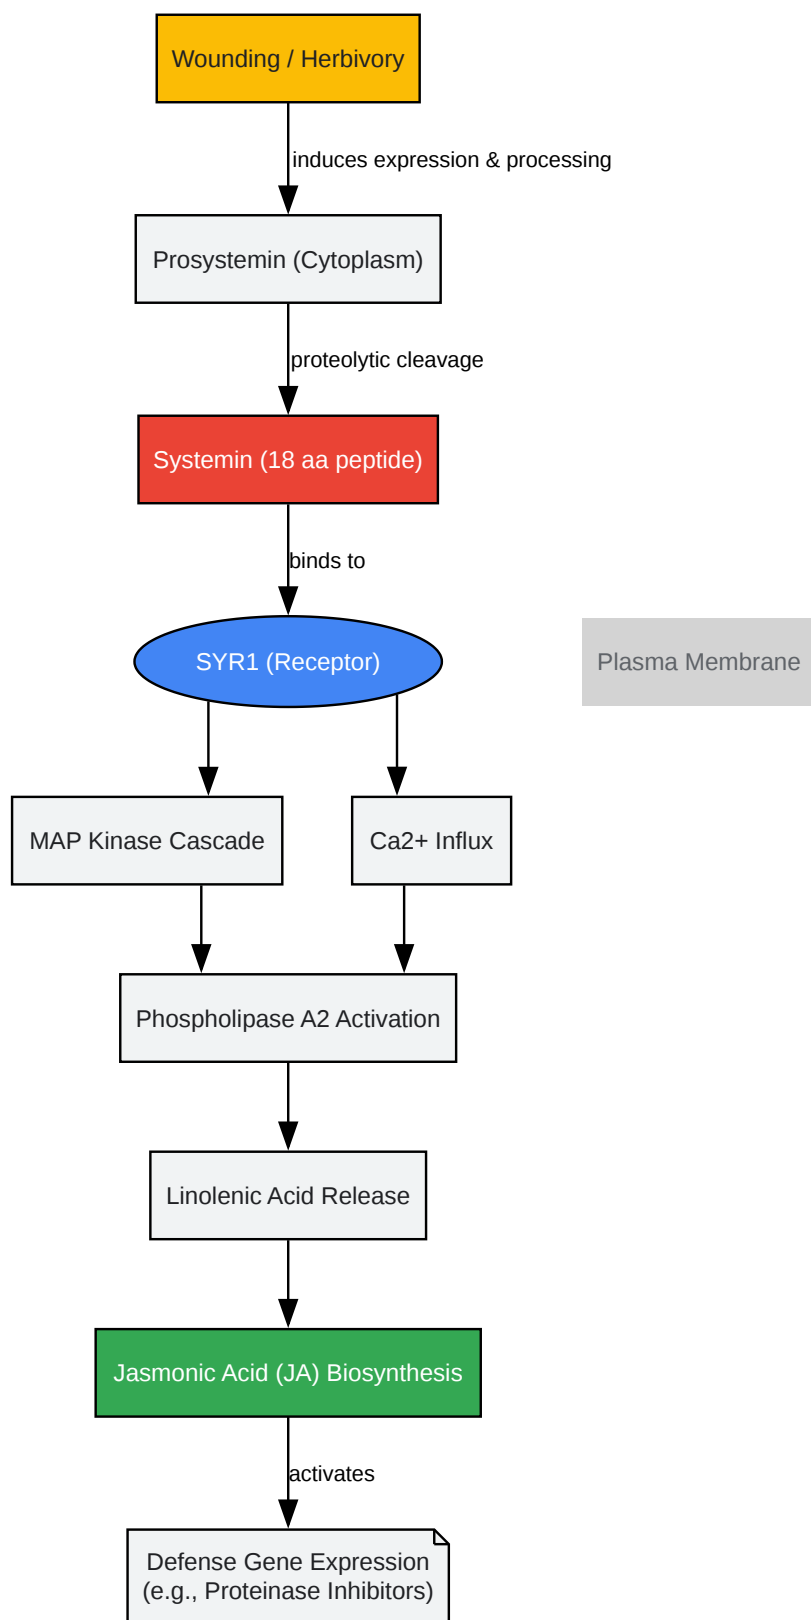 Wounding / Herbivory
induces expression & processing
Prosystemin (Cytoplasm)
proteolytic cleavage
Systemin (18 aa peptide)
binds to
SYR1 (Receptor)
Plasma Membrane
MAP Kinase Cascade
Ca2+ Influx
Phospholipase A2 Activation
Linolenic Acid Release
Jasmonic Acid (JA) Biosynthesis
activates
Defense Gene Expression
(e.g., Proteinase Inhibitors)